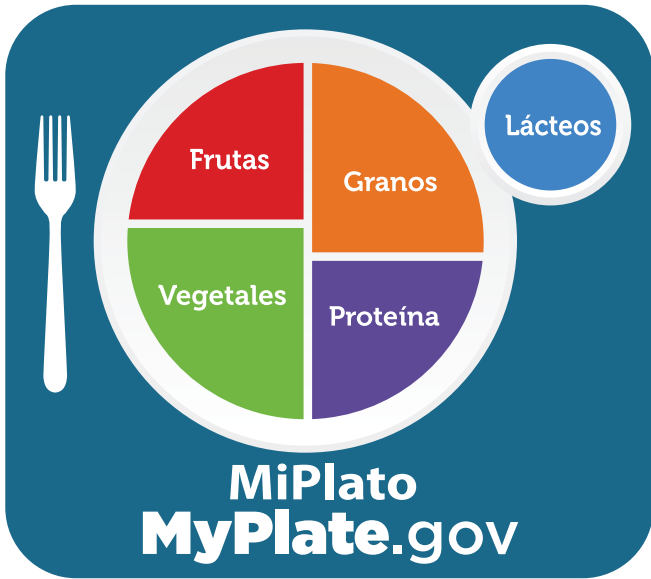 Frutas
Granos
Lácteos
Vegetales
Proteína
MiPlato
MyPlate.gov